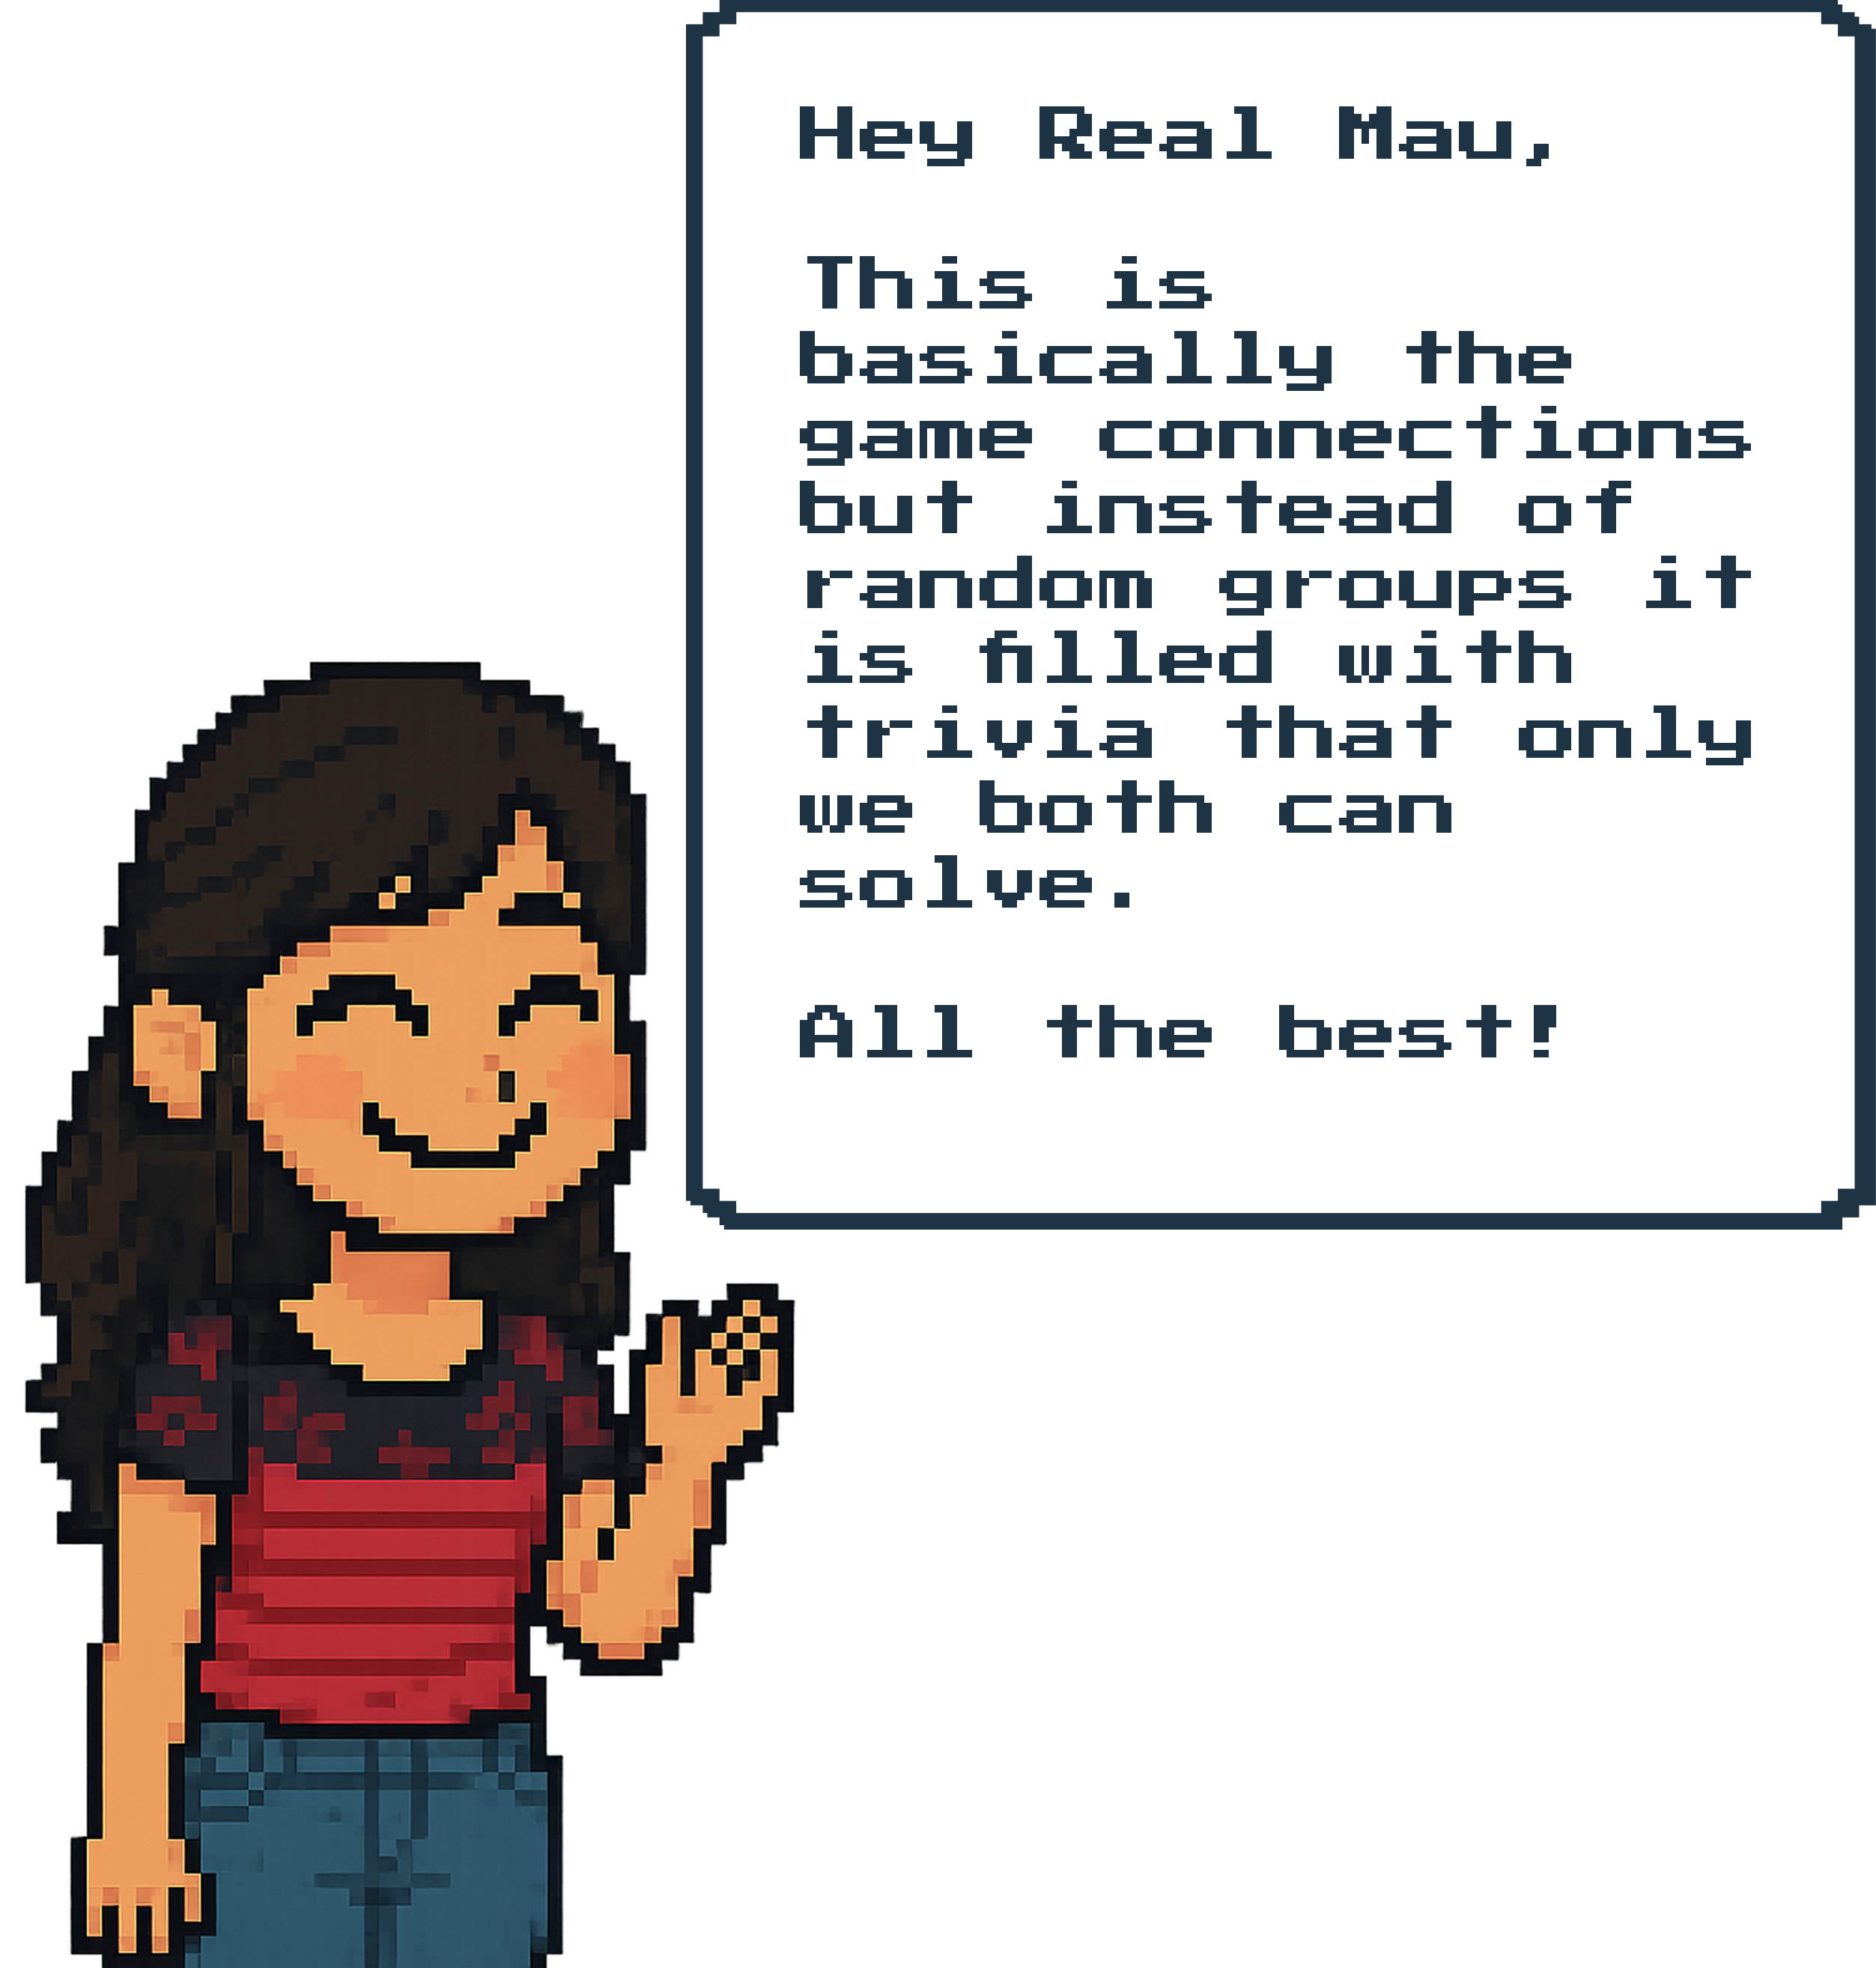 Hey Real Mau,
This is
basically the
game connections
but instead of
random groups it
is filled with
trivia that only
we both can
solve.
All the best!